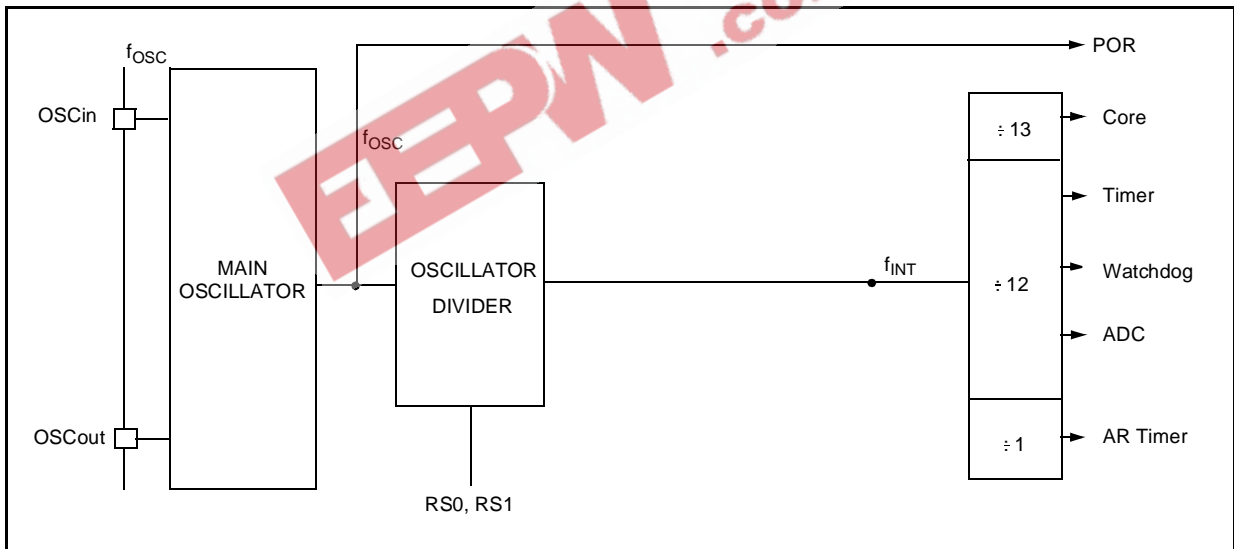 EEPW .com
POR
fOSC
OSCin
fOSC
÷ 13
Core
Timer
MAIN
OSCILLATOR
OSCILLATOR
DIVIDER
fINT
÷ 12
Watchdog
ADC
OSCout
÷ 1
AR Timer
RS0, RS1